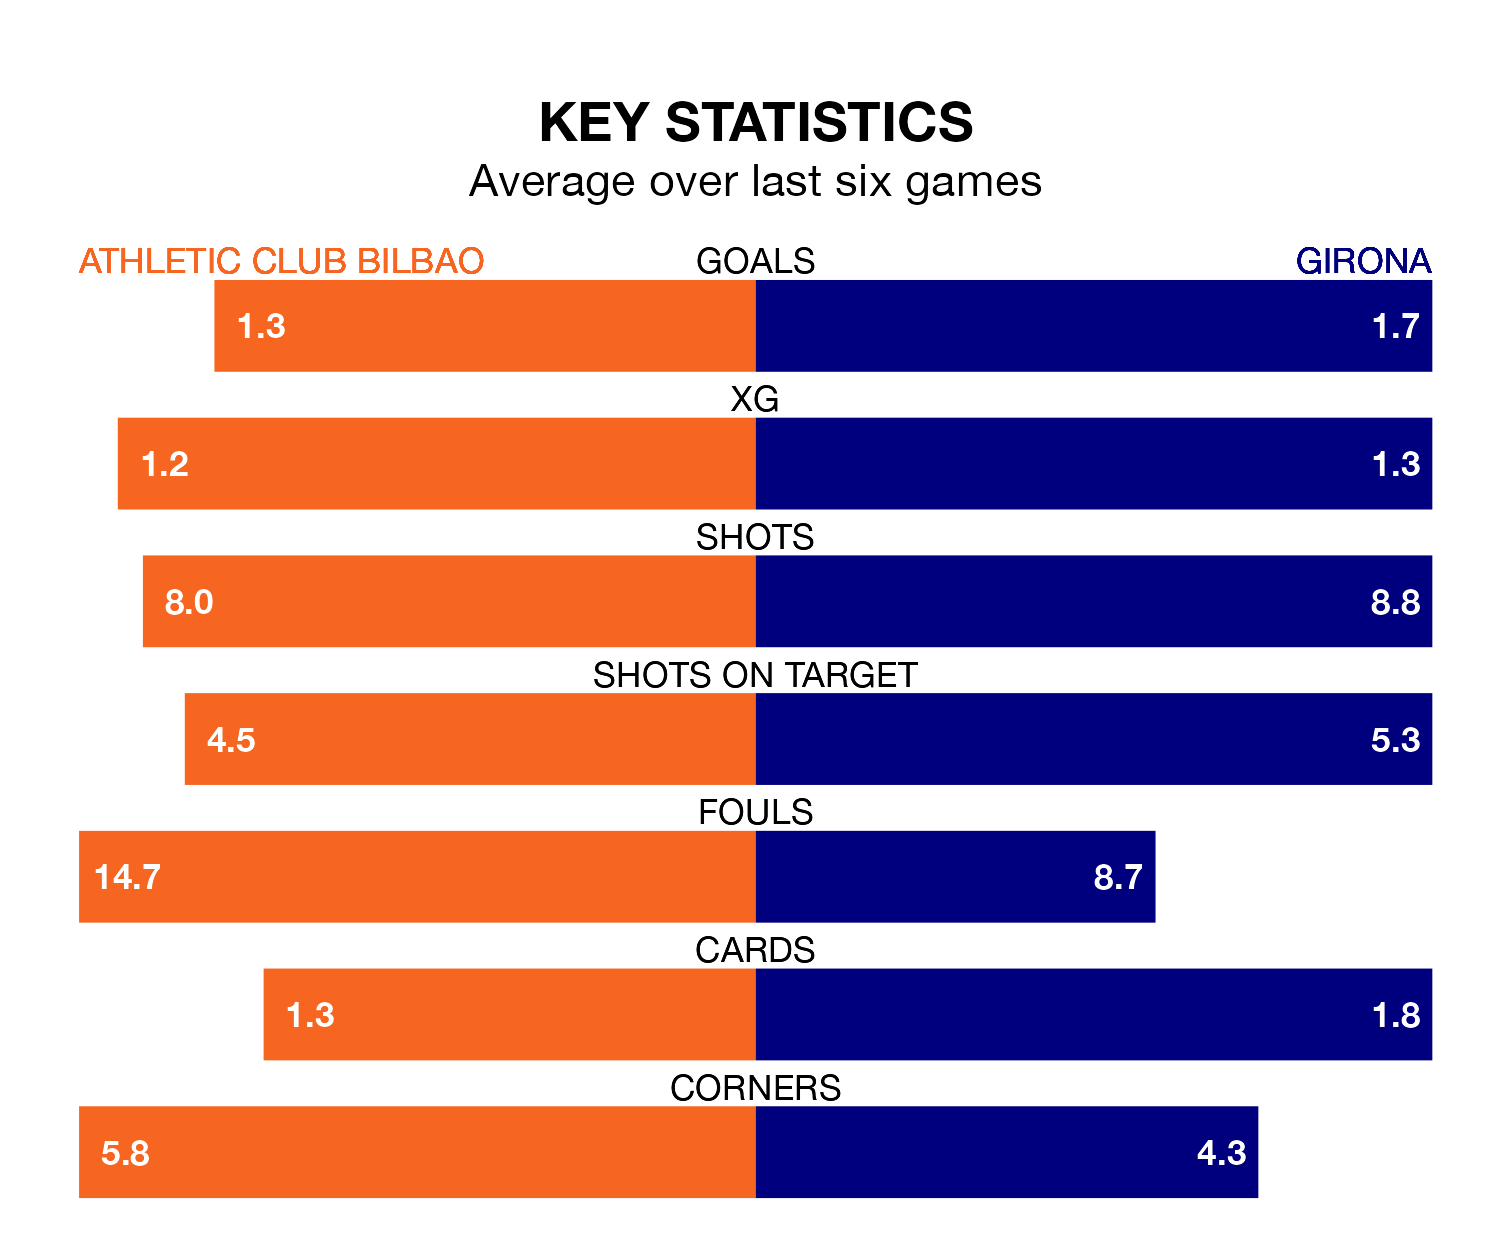 KEY STATISTICS
Average over last six games
ATHLETIC CLUB BILBAO GOALS GIRONA
1.3 1.7
XG
1.2 1.3
SHOTS
8.0 8.8
SHOTS ON TARGET
4.5 5.3
FOULS
14.7 8.7
CARDS
1.3 1.8
CORNERS
5.8 4.3